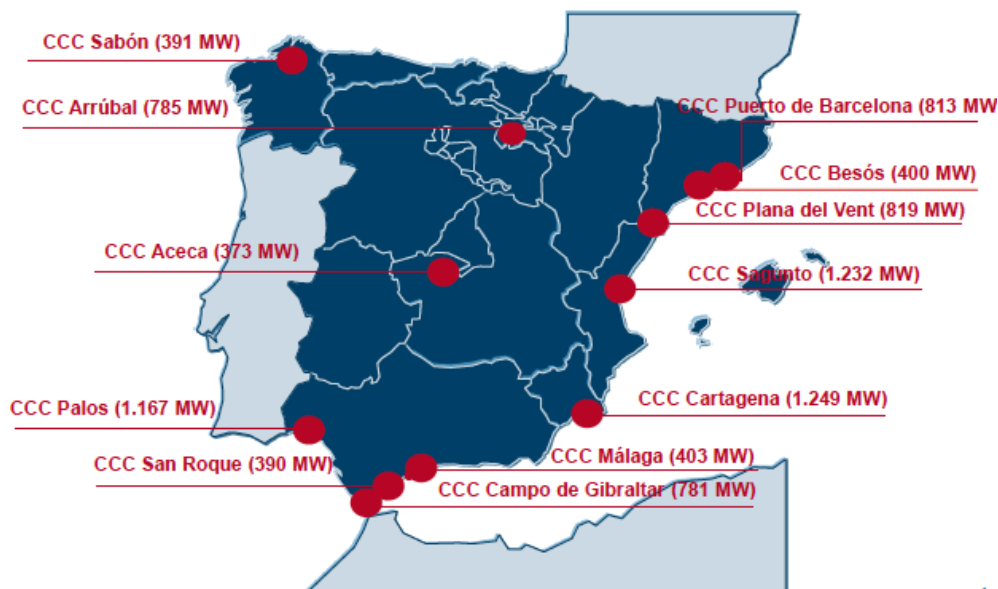 CCC Sabón (391 MW)
CCC Arrúbal (785 MW)
CCC Puerto de Barcelona (813 MW
CCC Besós (400 MW)
CCC Plana del Vent (819 MW)
CCC Aceca (373 MW)
CCC Sagunto (1.232 MW)
CCC Cartagena (1.249 MW)
CCC Palos (1.167 MW)
CCC San Roque (390 MW)
CCC Málaga (403 MW)
CCC Campo de Gibraltar (781 MW)